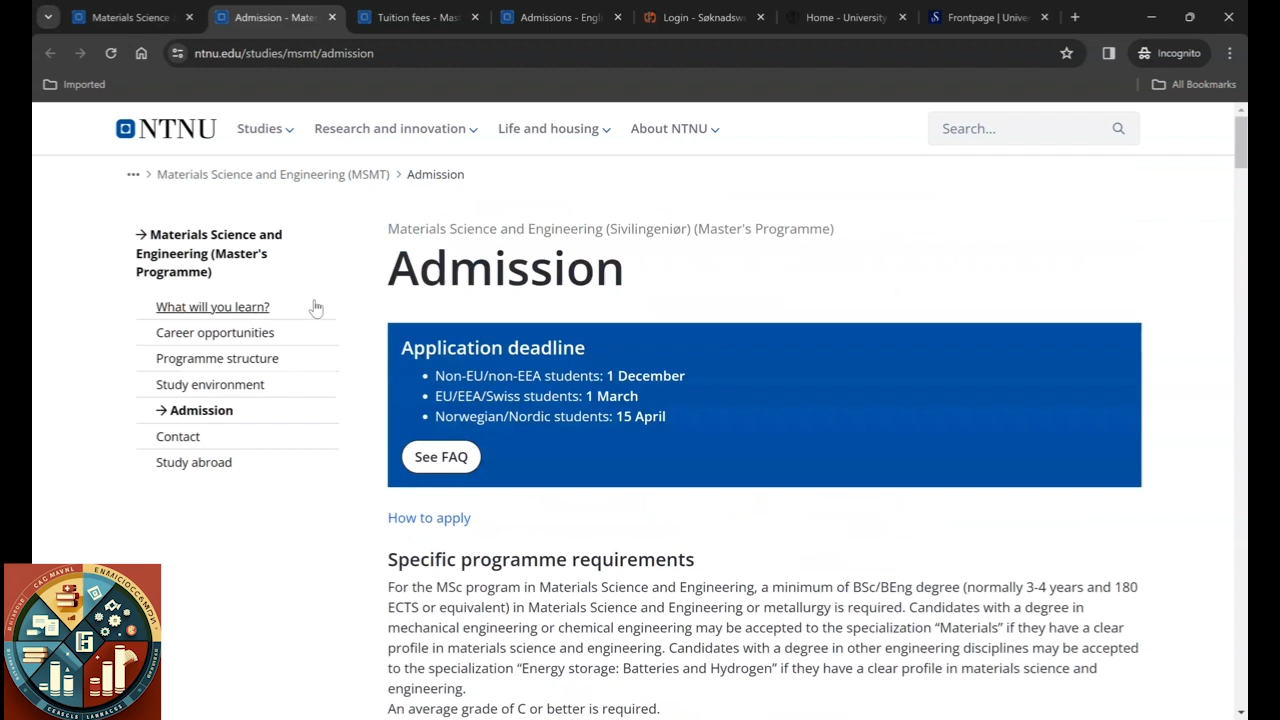 Materials Science a
Admission - Mate
Tuition fees - Mas
Admissions - Engl
Login - Søknadsw
Home - University
Frontpage | Unive
ntnu.edu/studies/msmt/admission
Incognito
Imported
All Bookmarks
NTNU
Studies
Research and innovation
Life and housing
About NTNU
Search...
... > Materials Science and Engineering (MSMT) > Admission
→ Materials Science and
Engineering (Master's
Programme)
What will you learn?
Career opportunities
Programme structure
Study environment
→ Admission
Contact
Study abroad
Materials Science and Engineering (Sivilingeniør) (Master's Programme)
Admission
Application deadline
• Non-EU/non-EEA students: 1 December
• EU/EEA/Swiss students: 1 March
• Norwegian/Nordic students: 15 April
See FAQ
How to apply
Specific programme requirements
For the MSc program in Materials Science and Engineering, a minimum of BSc/BEng degree (normally 3-4 years and 180
ECTS or equivalent) in Materials Science and Engineering or metallurgy is required. Candidates with a degree in
mechanical engineering or chemical engineering may be accepted to the specialization “Materials” if they have a clear
profile in materials science and engineering. Candidates with a degree in other engineering disciplines may be accepted
to the specialization “Energy storage: Batteries and Hydrogen” if they have a clear profile in materials science and
engineering.
An average grade of C or better is required.